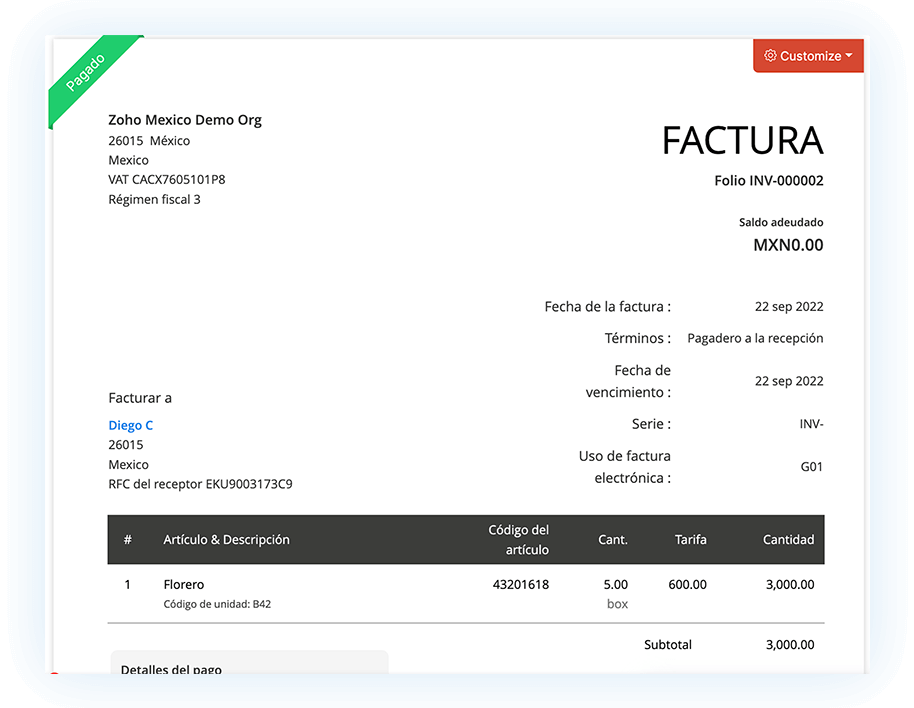 Pagado
Customize
Zoho Mexico Demo Org
26015 México
Mexico
VAT CACX7605101P8
Régimen fiscal 3
FACTURA
Folio INV-000002
Saldo adeudado
MXN0.00
Fecha de la factura : 22 sep 2022
Términos : Pagadero a la recepción
Fecha de
vencimiento : 22 sep 2022
Serie : INV-
Uso de factura
electrónica : G01
Facturar a
Diego C
26015
Mexico
RFC del receptor EKU9003173C9
# Artículo & Descripción Código del artículo Cant. Tarifa Cantidad
1 Florero 43201618 5.00 600.00 3,000.00
Código de unidad: B42 box
Subtotal 3,000.00
Detalles del pago